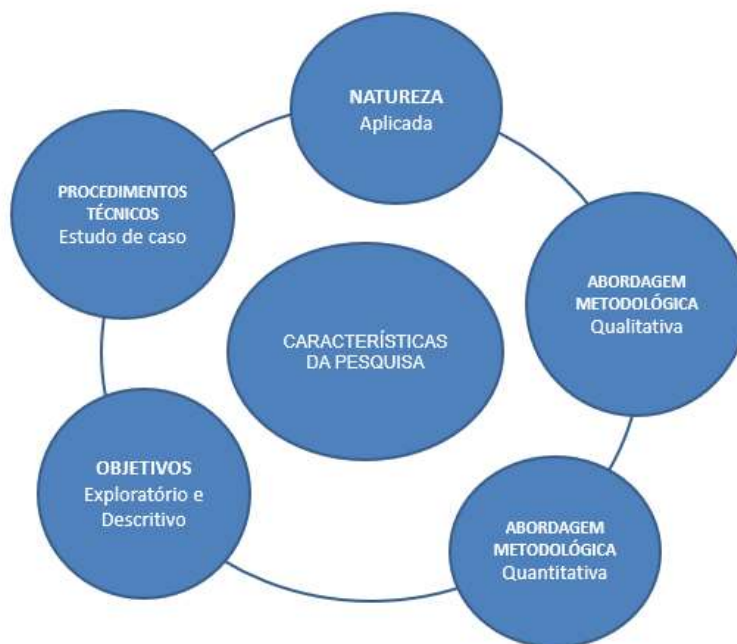 NATUREZA
Aplicada
PROCEDIMENTOS
TÉCNICOS
Estudo de caso
ABORDAGEM
METODOLÓGICA
Qualitativa
CARACTERÍSTICAS
DA PESQUISA
OBJETIVOS
Exploratório e
Descritivo
ABORDAGEM
METODOLÓGICA
Quantitativa